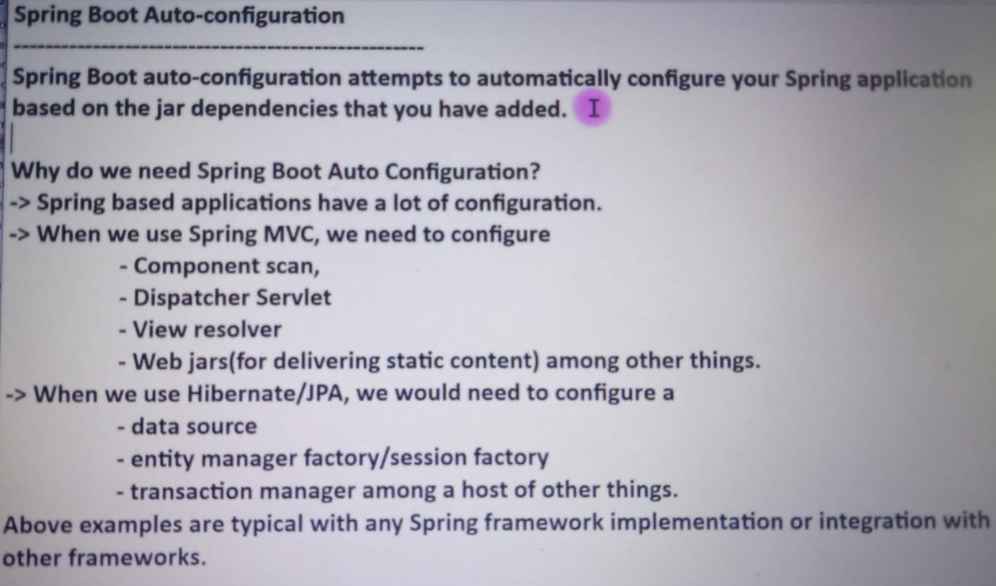 Spring Boot Auto-configuration
----------------------------------------------------
Spring Boot auto-configuration attempts to automatically configure your Spring application
based on the jar dependencies that you have added.
Why do we need Spring Boot Auto Configuration?
-> Spring based applications have a lot of configuration.
-> When we use Spring MVC, we need to configure
- Component scan,
- Dispatcher Servlet
- View resolver
- Web jars(for delivering static content) among other things.
-> When we use Hibernate/JPA, we would need to configure a
- data source
- entity manager factory/session factory
- transaction manager among a host of other things.
Above examples are typical with any Spring framework implementation or integration with
other frameworks.